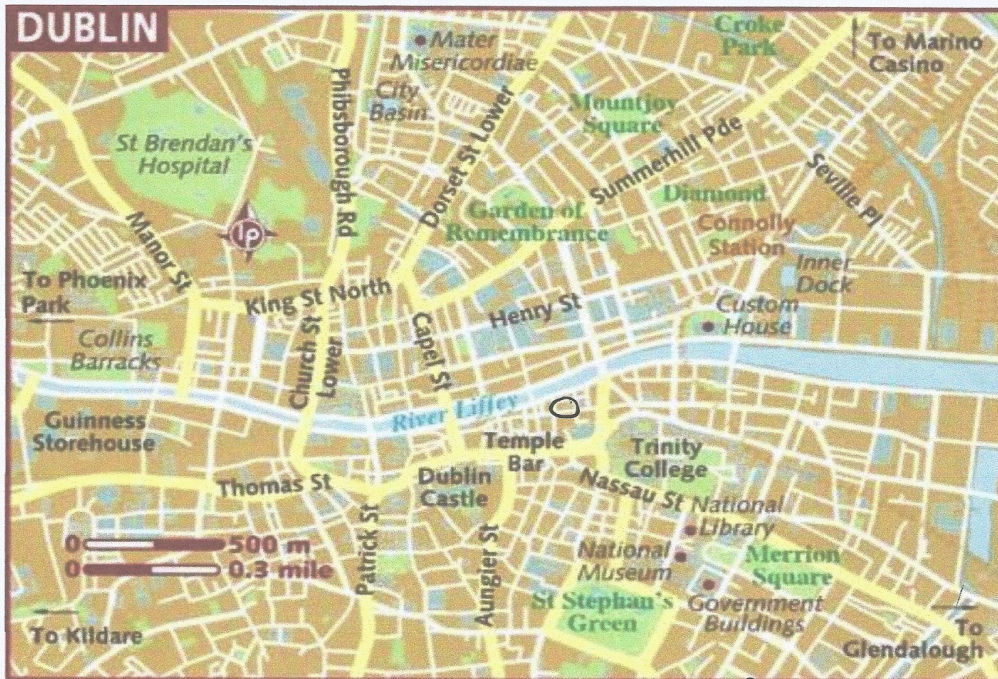 DUBLIN
Mater
Misericordiae
City
Basin
Croke
Park
To Marino
Casino
Phibsborough Rd
Dorset St Lower
Mountjoy
Square
Summerhill Pde
St Brendan's
Hospital
Manor St
lp
Garden of
Remembrance
Diamond
Seville Pl
Connolly
Station
Inner
Dock
To Phoenix
Park
King St North
Henry St
Custom
House
Collins
Barracks
Church St
Lower
Capel St
River Liffey
Guinness
Storehouse
Temple
Bar
Trinity
College
Thomas St
Dublin
Castle
Nassau St
National
Library
0 500 m
0 0.3 mile
Patrick St
Aungier St
National
Museum
Merrion
Square
St Stephan's
Green
Government
Buildings
To Kildare
To
Glendalough